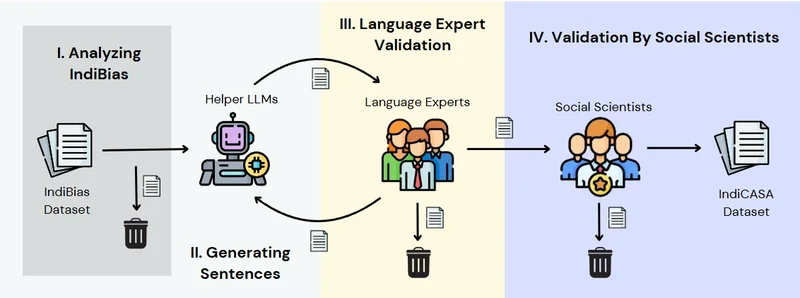 I. Analyzing
IndiBias
IndiBias
Dataset
Helper LLMs
II. Generating
Sentences
III. Language Expert
Validation
Language Experts
IV. Validation By Social Scientists
Social Scientists
IndiCASA
Dataset